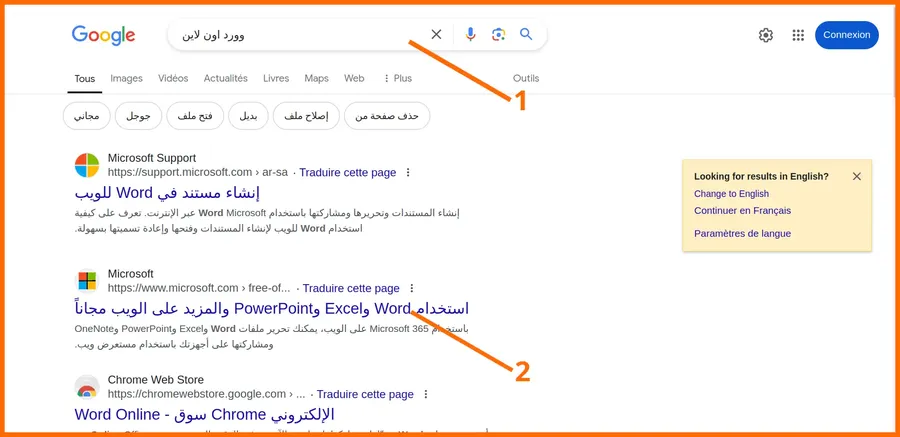 Google
وورد اون لاين
Connexion
Tous Images Vidéos Actualités Livres Maps Web Plus Outils
مجاني جوجل فتح ملف بديل إصلاح ملف حذف صفحة من
1
Microsoft Support
https://support.microsoft.com › ar-sa · Traduire cette page
إنشاء مستند في Word للويب
إنشاء المستندات وتحريرها ومشاركتها باستخدام Word Microsoft عبر الإنترنت. تعرف على كيفية
استخدام Word للويب لإنشاء المستندات وفتحها وإعادة تسميتها بسهولة.
Looking for results in English?
Change to English
Continuer en Français
Paramètres de langue
Microsoft
https://www.microsoft.com › free-of... · Traduire cette page
استخدام Word وExcel وPowerPoint والمزيد على الويب مجاناً
باستخدام Microsoft 365 على الويب، يمكنك تحرير ملفات Word وExcel وPowerPoint وOneNote
ومشاركتها على أجهزتك باستخدام مستعرض ويب.
2
Chrome Web Store
https://chromewebstore.google.com › ... · Traduire cette page
Word Online - سوق Chrome الإلكتروني